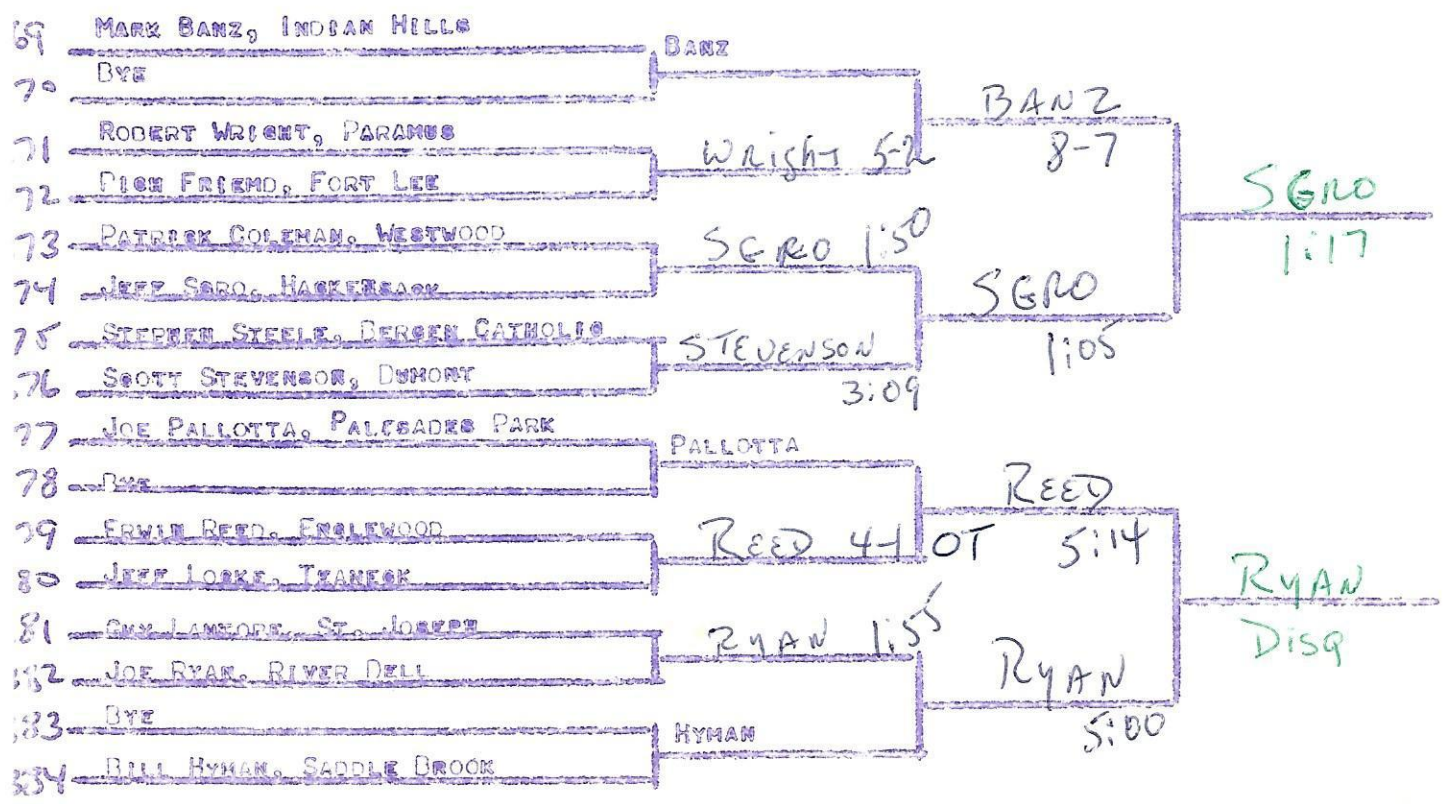 69 MARK BANZ, INDIAN HILLS
BANZ
70 BYE
BANZ
8-7
71 ROBERT WRIGHT, PARAMUS
Wright 5-2
72 FORT LEE
SGRO
1:17
73 PATRICK COLEMAN, WESTWOOD
SGRO 1:50
74 JEFF SGRO, HACKENSACK
SGRO
1:05
75 STEPHEN STEELE, BERGEN CATHOLIC
STEVENSON
3:09
76 SCOTT STEVENSON, DUMONT
77 JOE PALLOTTA, PALISADES PARK
PALLOTTA
78 BYE
REED
5:14
79 ERWIN REED, ENGLEWOOD
REED 4-1 OT
80 JEFF LOCKE, TEANECK
RYAN
Disq
81 GUY ST. JOSEPH
RYAN 1:55
82 JOE RYAN, RIVER DELL
RYAN
5:00
83 BYE
HYMAN
84 BILL HYMAN, SADDLE BROOK